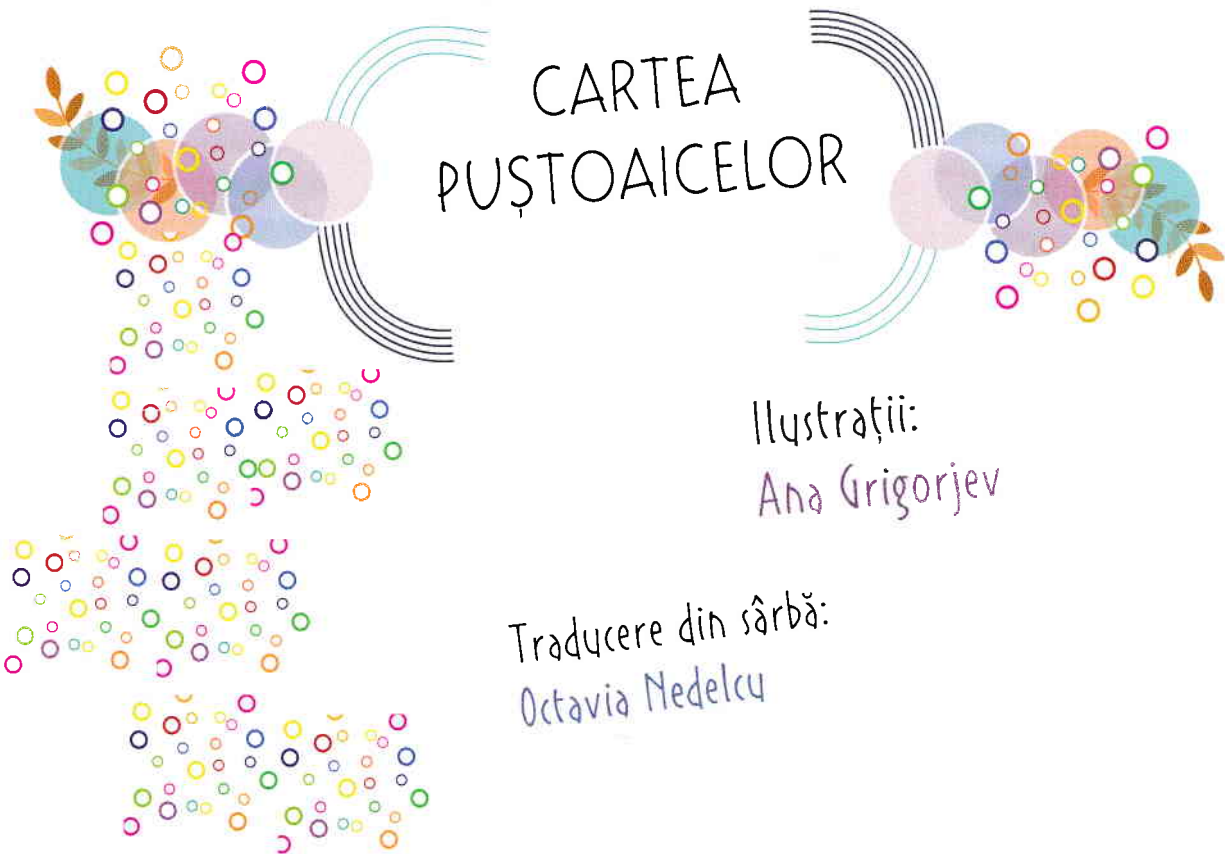 CARTEA
PUȘTOAICELOR
Ilustrații:
Ana Grigorjev
Traducere din sârbă:
Octavia Nedelcu